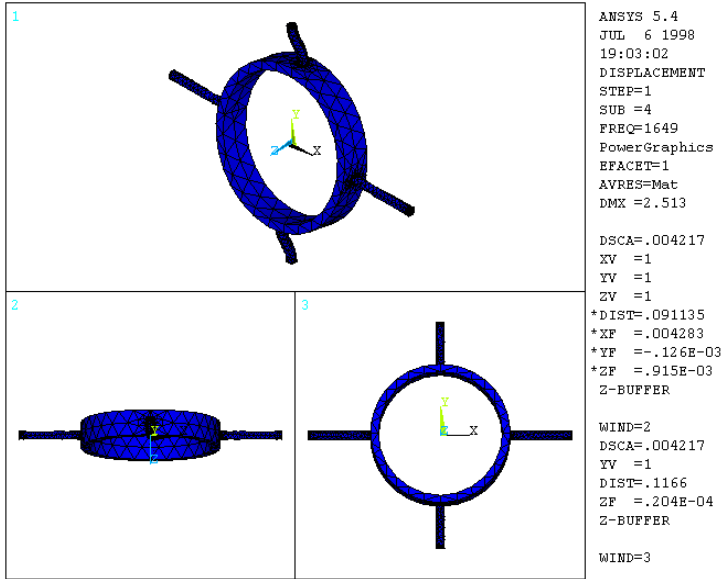 1
Y
Z
X
2
Y
Z
3
Y
Z
X
ANSYS 5.4
JUL 6 1998
19:03:02
DISPLACEMENT
STEP=1
SUB =4
FREQ=1649
PowerGraphics
EFACET=1
AVRES=Mat
DMX =2.513
DSCA=.004217
XV =1
YV =1
ZV =1
*DIST=.091135
*XF =.004283
*YF =-.126E-03
*ZF =.915E-03
Z-BUFFER
WIND=2
DSCA=.004217
YV =1
DIST=.1166
ZF =.204E-04
Z-BUFFER
WIND=3